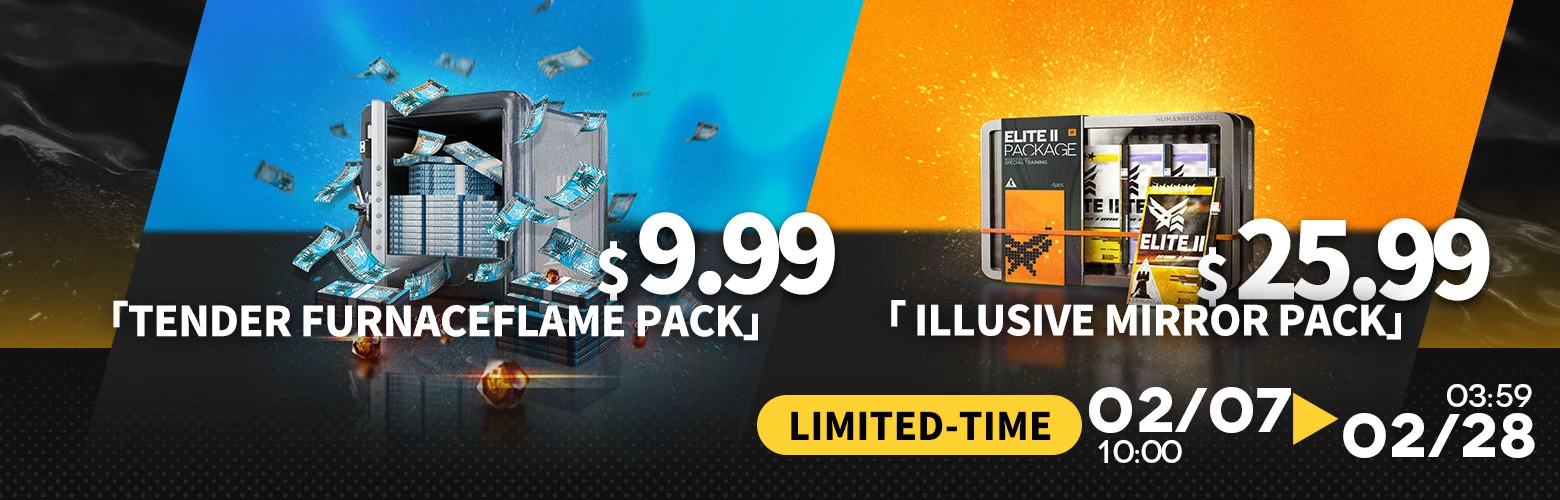 HUMANRESOURCE
ELITE II
PACKAGE
SPECIAL TRAINING
4pcs
ELITE II
$9.99
「TENDER FURNACEFLAME PACK」
$25.99
「ILLUSIVE MIRROR PACK」
LIMITED-TIME
02/07
10:00
03:59
02/28